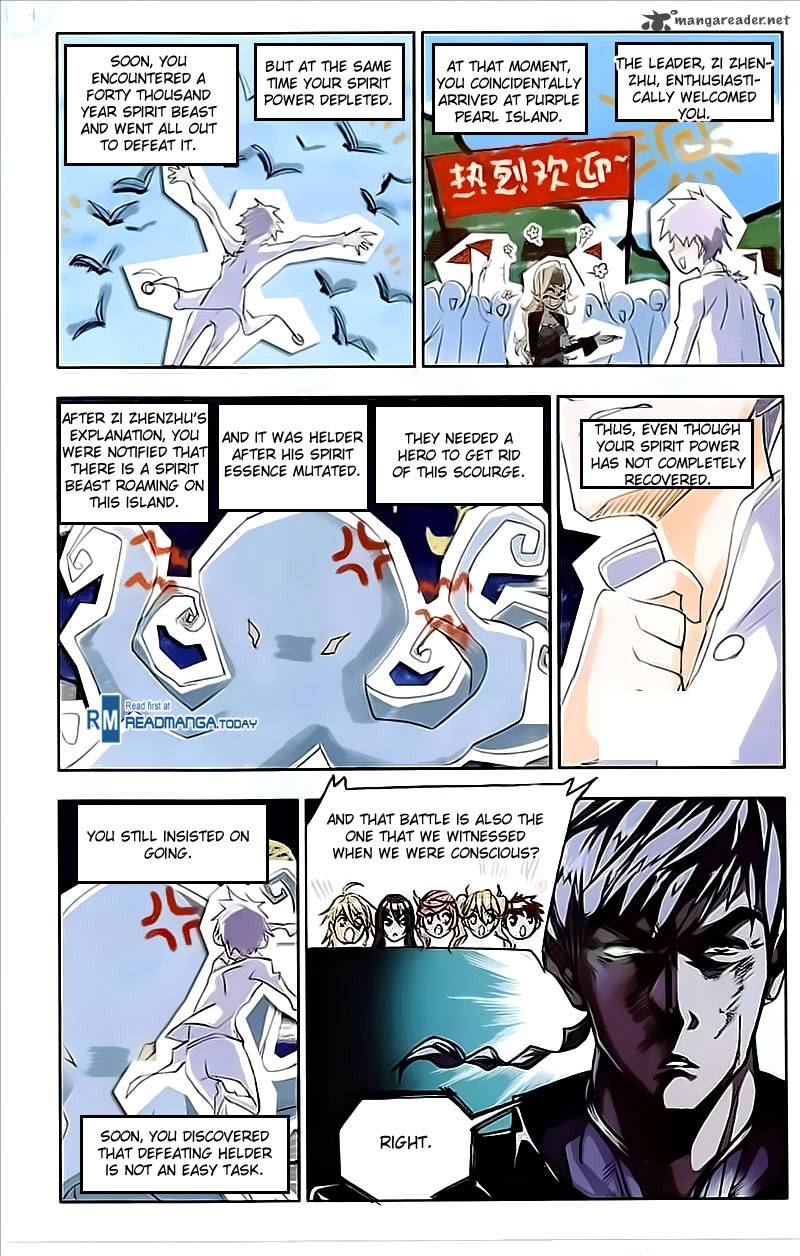 mangareader.net
SOON, YOU
ENCOUNTERED A
FORTY THOUSAND
YEAR SPIRIT BEAST
AND WENT ALL OUT
TO DEFEAT IT.
BUT AT THE SAME
TIME YOUR SPIRIT
POWER DEPLETED.
AT THAT MOMENT,
YOU COINCIDENTALLY
ARRIVED AT PURPLE
PEARL ISLAND.
THE LEADER, ZI ZHEN-
ZHU, ENTHUSIASTI-
CALLY WELCOMED
YOU.
热烈欢迎~
AFTER ZI ZHENZHU'S
EXPLANATION, YOU
WERE NOTIFIED THAT
THERE IS A SPIRIT
BEAST ROAMING ON
THIS ISLAND.
AND IT WAS HELDER
AFTER HIS SPIRIT
ESSENCE MUTATED.
THEY NEEDED A
HERO TO GET RID
OF THIS SCOURGE.
THUS, EVEN THOUGH
YOUR SPIRIT POWER
HAS NOT COMPLETELY
RECOVERED.
RM
Read first at
READMANGA.TODAY
YOU STILL INSISTED ON
GOING.
SOON, YOU DISCOVERED
THAT DEFEATING HELDER
IS NOT AN EASY TASK.
AND THAT BATTLE IS ALSO THE
ONE THAT WE WITNESSED
WHEN WE WERE CONSCIOUS?
RIGHT.